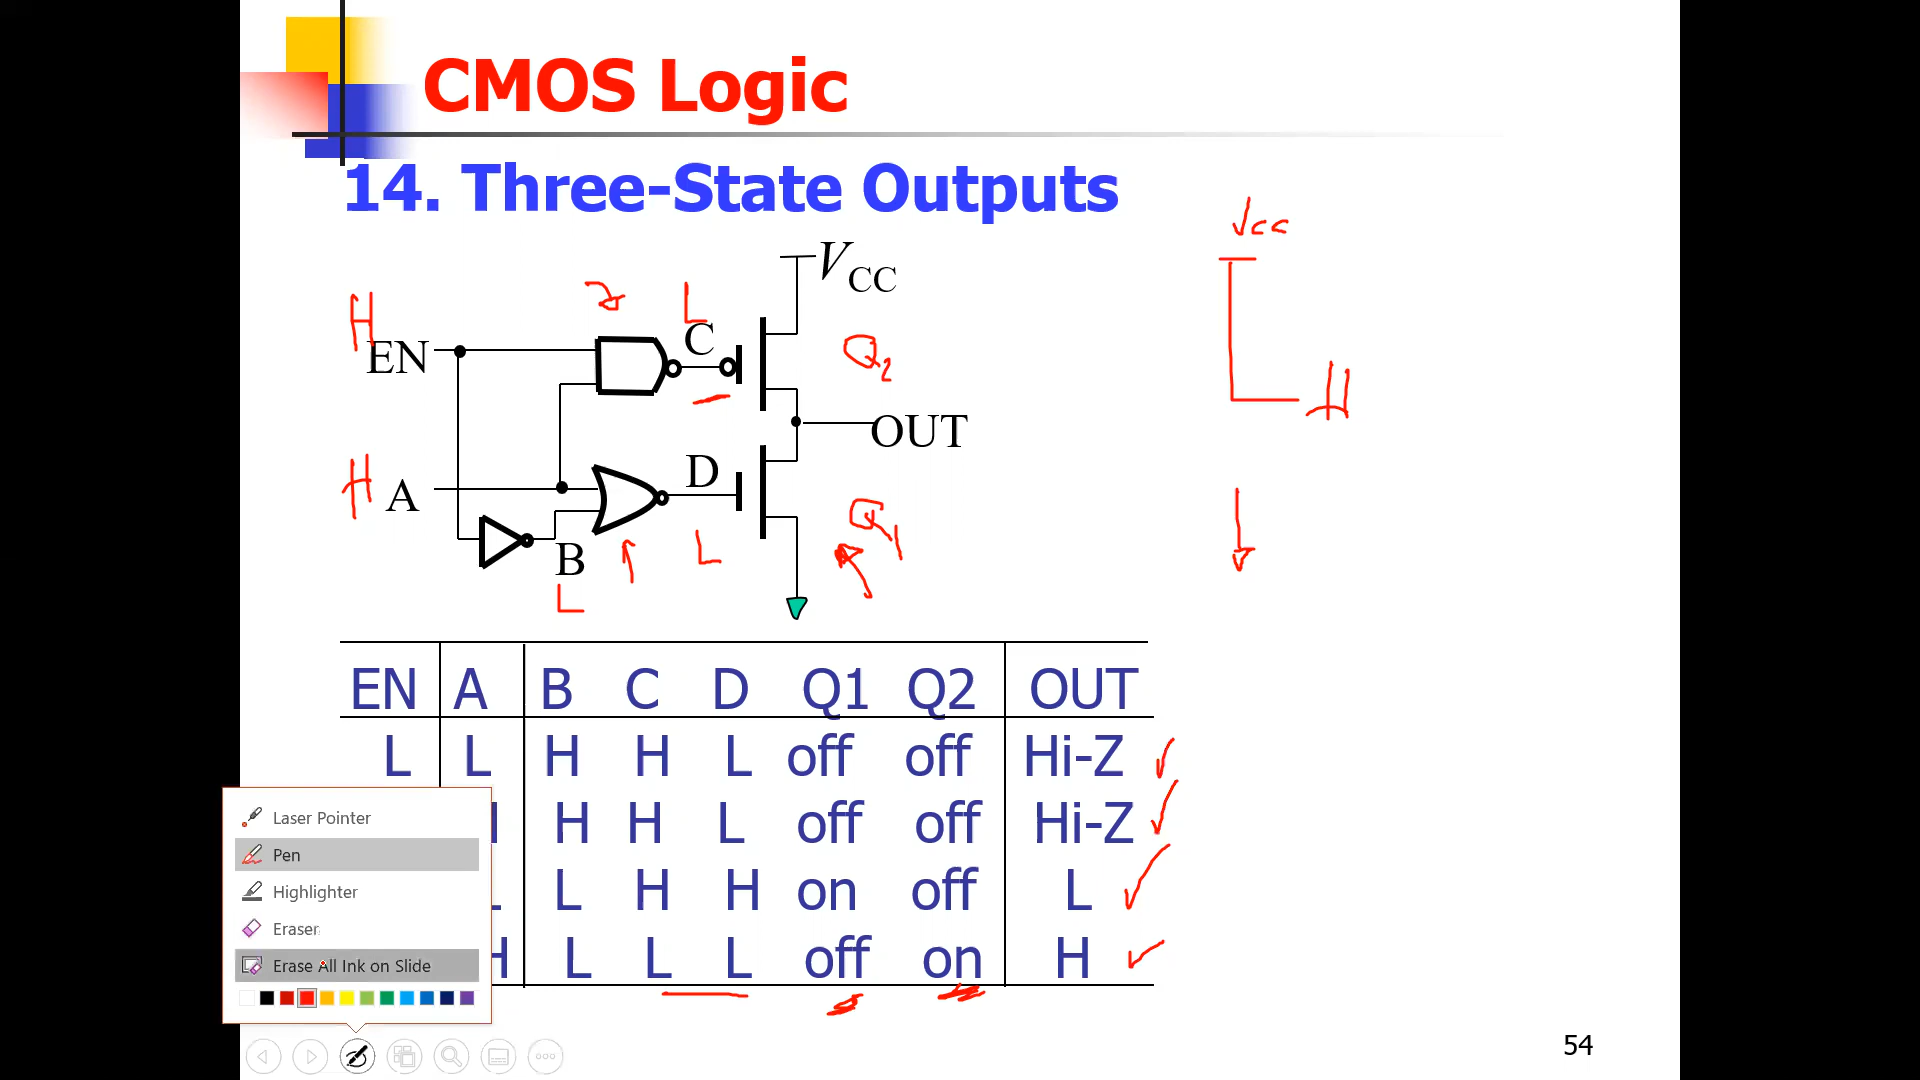 CMOS Logic
14. Three-State Outputs
Vcc
VCC
H
L
EN
C
Q2
OUT
H
H
A
D
Q1
B
L
L
EN A B C D Q1 Q2 OUT
L L H H L off off Hi-Z
H H L off off Hi-Z
L H H on off L
H L L L off on H
Laser Pointer
Pen
Highlighter
Eraser
Erase All Ink on Slide
54